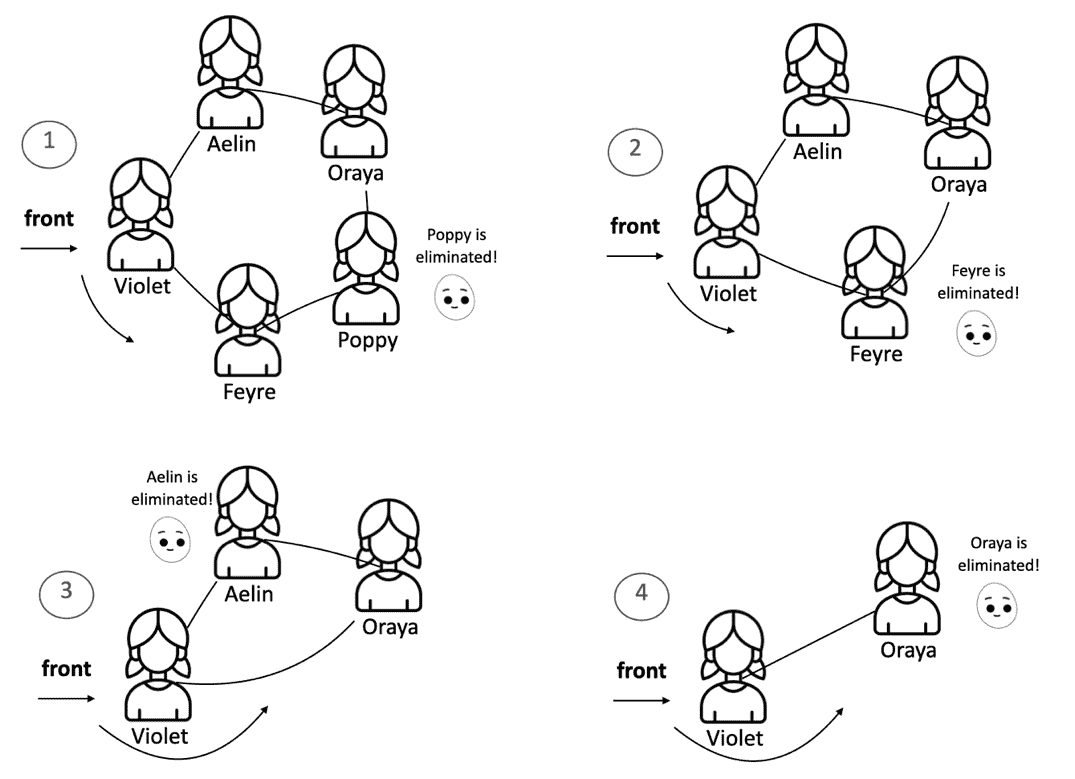 1
Aelin
Oraya
front
Violet
Poppy is
eliminated!
Poppy
Feyre
2
Aelin
Oraya
front
Violet
Feyre is
eliminated!
Feyre
3
Aelin is
eliminated!
Aelin
Oraya
front
Violet
4
Oraya is
eliminated!
Oraya
front
Violet